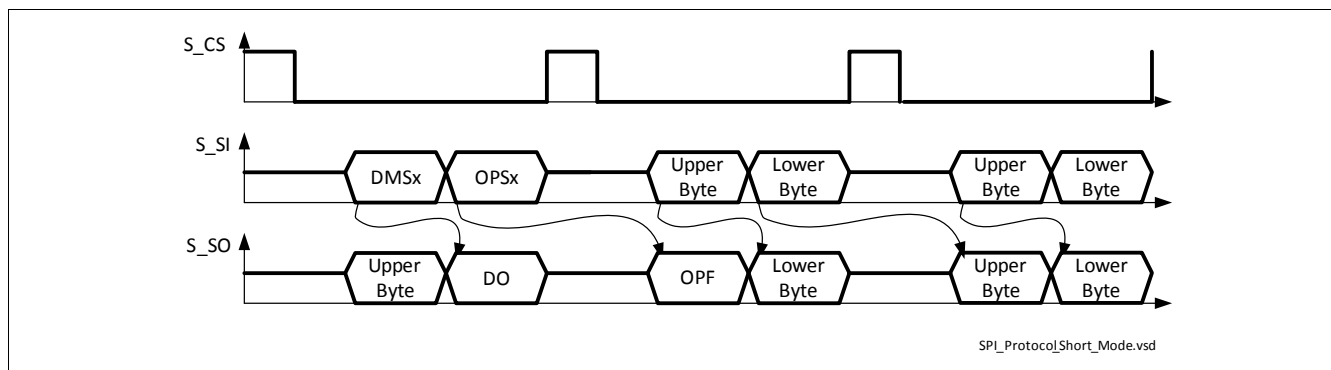 S_CS
S_SI
DMSx
OPSx
Upper
Byte
Lower
Byte
Upper
Byte
Lower
Byte
S_SO
Upper
Byte
DO
OPF
Lower
Byte
Upper
Byte
Lower
Byte
SPI_Protocol_Short_Mode.vsd